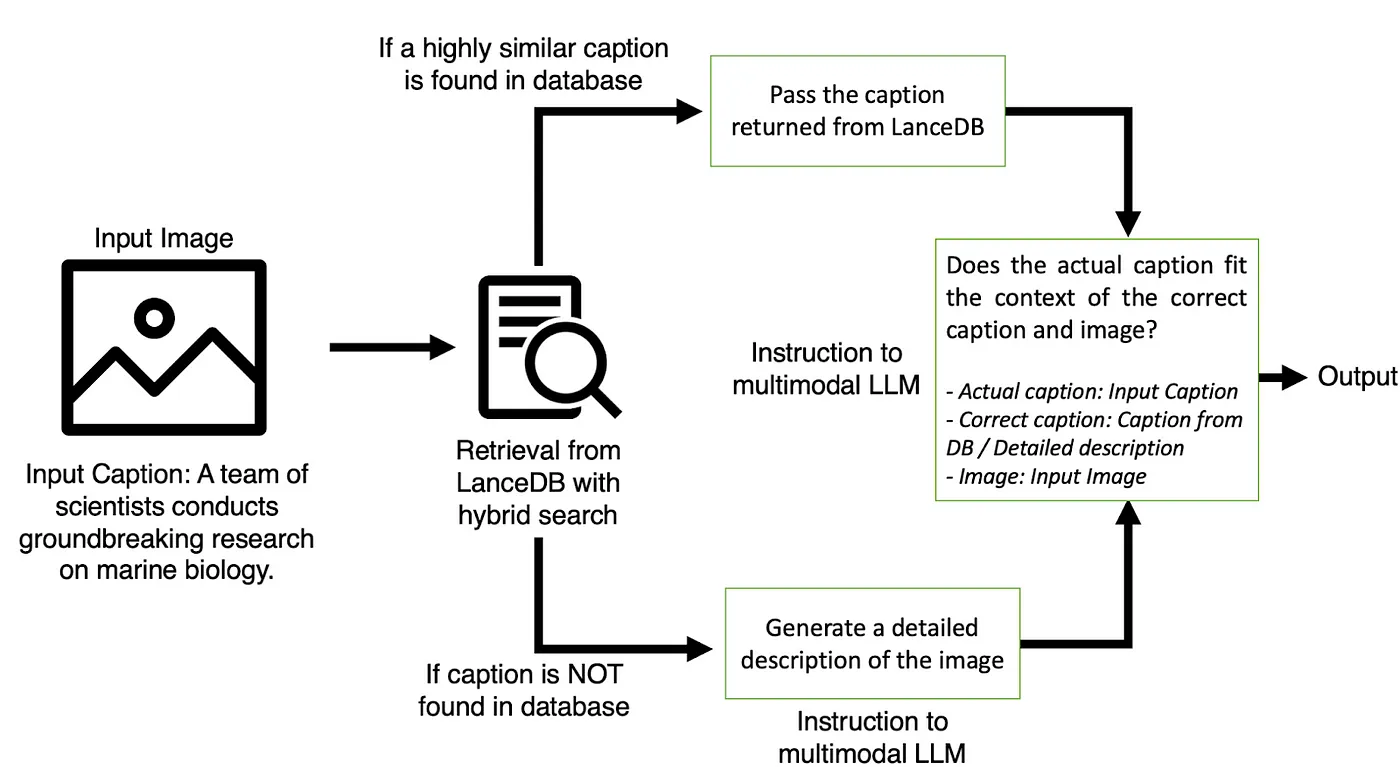 If a highly similar caption
is found in database
Pass the caption
returned from LanceDB
Input Image
Input Caption: A team of
scientists conducts
groundbreaking research
on marine biology.
Retrieval from
LanceDB with
hybrid search
Instruction to
multimodal LLM
Does the actual caption fit
the context of the correct
caption and image?
- Actual caption: Input Caption
- Correct caption: Caption from
DB / Detailed description
- Image: Input Image
Output
If caption is NOT
found in database
Generate a detailed
description of the image
Instruction to
multimodal LLM